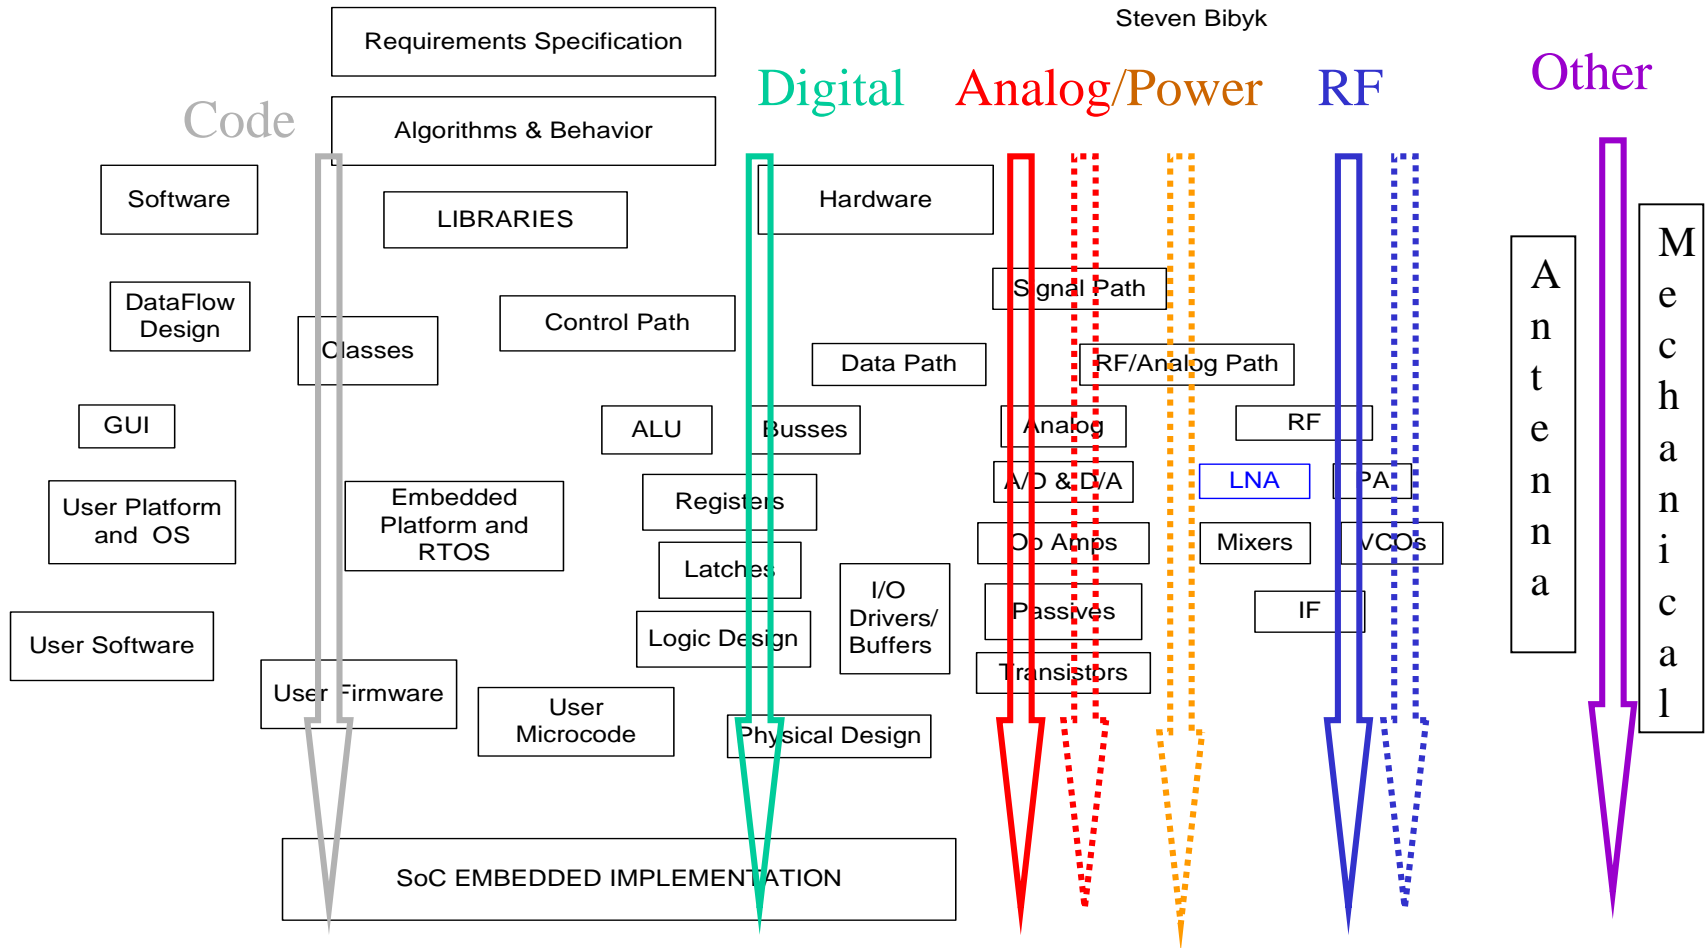 Steven Bibyk
Requirements Specification
Code
Digital
Analog/Power
RF
Other
Algorithms & Behavior
Software
LIBRARIES
Hardware
DataFlow
Design
Classes
Control Path
Signal Path
Data Path
RF/Analog Path
GUI
ALU
Busses
Analog
RF
User Platform
and OS
Embedded
Platform and
RTOS
Registers
A/D & D/A
LNA
PA
Latches
Op Amps
Mixers
VCOs
I/O
Drivers/
Buffers
Passives
IF
User Software
Logic Design
Transistors
User Firmware
User
Microcode
Physical Design
SoC EMBEDDED IMPLEMENTATION
Antenna
Mechanical